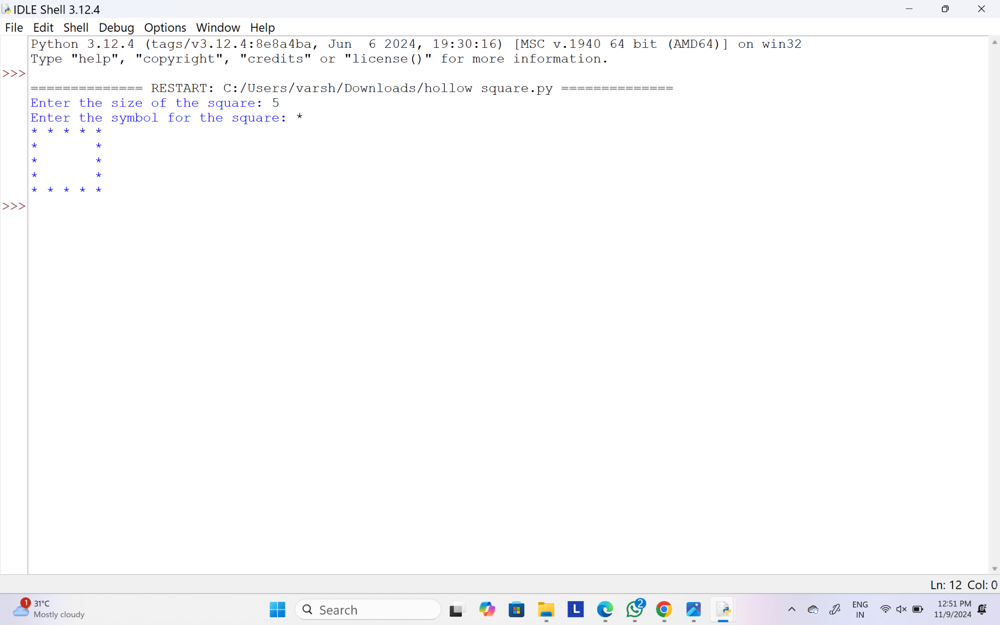 IDLE Shell 3.12.4
File Edit Shell Debug Options Window Help
Python 3.12.4 (tags/v3.12.4:8e8a4ba, Jun  6 2024, 19:30:16) [MSC v.1940 64 bit (AMD64)] on win32
Type "help", "copyright", "credits" or "license()" for more information.
>>>
============== RESTART: C:/Users/varsh/Downloads/hollow square.py ==============
Enter the size of the square: 5
Enter the symbol for the square: *
* * * * *
*       *
*       *
*       *
* * * * *
>>>
Ln: 12 Col: 0
1
31°C
Mostly cloudy
Search
L
2
ENG
IN
12:51 PM
11/9/2024